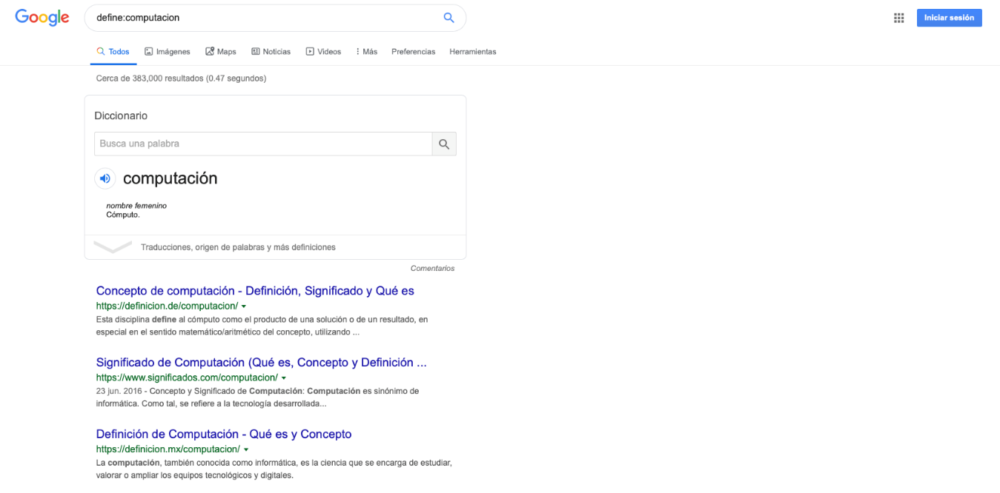 Google
define:computacion
Iniciar sesión
Todos Imágenes Maps Noticias Videos Más Preferencias Herramientas
Cerca de 383,000 resultados (0.47 segundos)
Diccionario
Busca una palabra
computación
nombre femenino
Cómputo.
Traducciones, origen de palabras y más definiciones
Comentarios
Concepto de computación - Definición, Significado y Qué es
https://definicion.de/computacion/
Esta disciplina define al cómputo como el producto de una solución o de un resultado, en
especial en el sentido matemático/aritmético del concepto, utilizando ...
Significado de Computación (Qué es, Concepto y Definición ...
https://www.significados.com/computacion/
23 jun. 2016 - Concepto y Significado de Computación: Computación es sinónimo de
informática. Como tal, se refiere a la tecnología desarrollada...
Definición de Computación - Qué es y Concepto
https://definicion.mx/computacion/
La computación, también conocida como informática, es la ciencia que se encarga de estudiar,
valorar o ampliar los equipos tecnológicos y digitales.